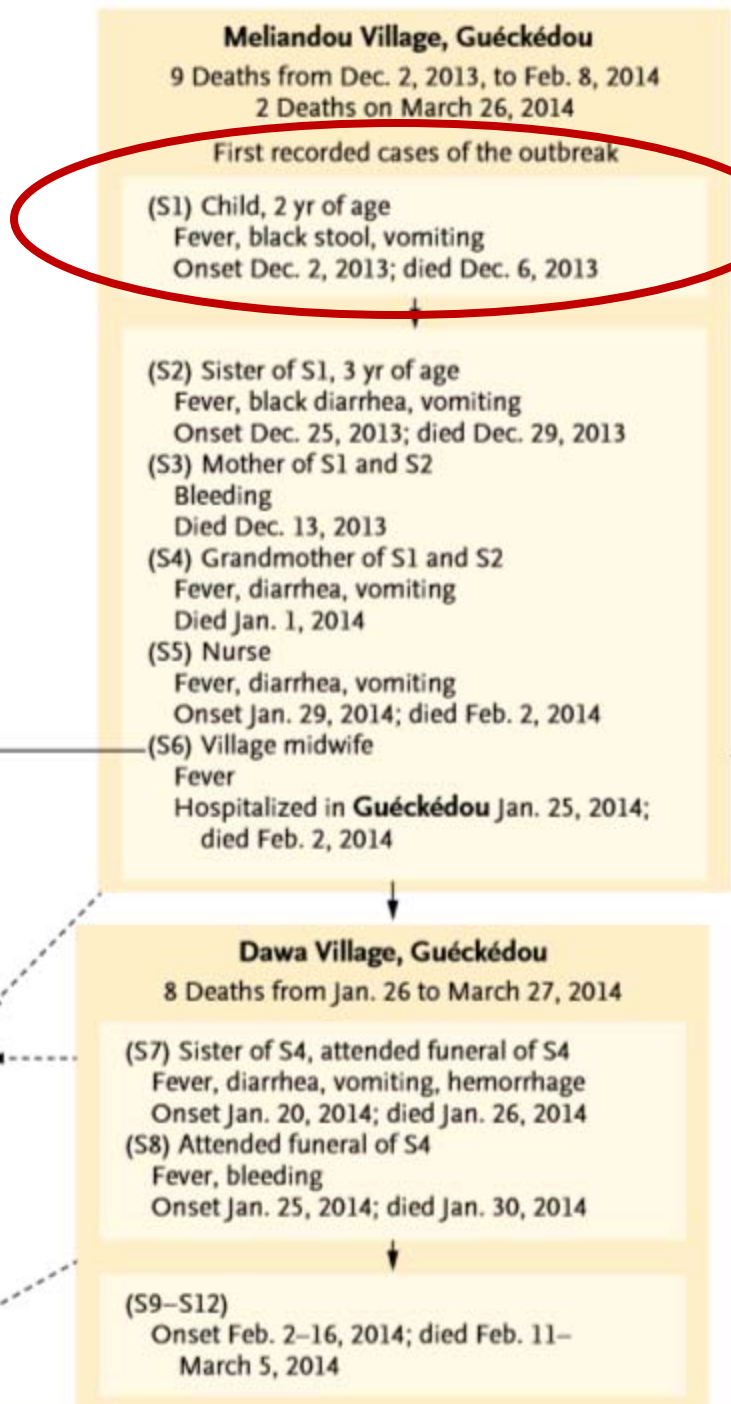 Meliandou Village, Guéckédou
9 Deaths from Dec. 2, 2013, to Feb. 8, 2014
2 Deaths on March 26, 2014
First recorded cases of the outbreak
(S1) Child, 2 yr of age
Fever, black stool, vomiting
Onset Dec. 2, 2013; died Dec. 6, 2013
(S2) Sister of S1, 3 yr of age
Fever, black diarrhea, vomiting
Onset Dec. 25, 2013; died Dec. 29, 2013
(S3) Mother of S1 and S2
Bleeding
Died Dec. 13, 2013
(S4) Grandmother of S1 and S2
Fever, diarrhea, vomiting
Died Jan. 1, 2014
(S5) Nurse
Fever, diarrhea, vomiting
Onset Jan. 29, 2014; died Feb. 2, 2014
(S6) Village midwife
Fever
Hospitalized in Guéckédou Jan. 25, 2014;
died Feb. 2, 2014
Dawa Village, Guéckédou
8 Deaths from Jan. 26 to March 27, 2014
(S7) Sister of S4, attended funeral of S4
Fever, diarrhea, vomiting, hemorrhage
Onset Jan. 20, 2014; died Jan. 26, 2014
(S8) Attended funeral of S4
Fever, bleeding
Onset Jan. 25, 2014; died Jan. 30, 2014
(S9–S12)
Onset Feb. 2–16, 2014; died Feb. 11–
March 5, 2014